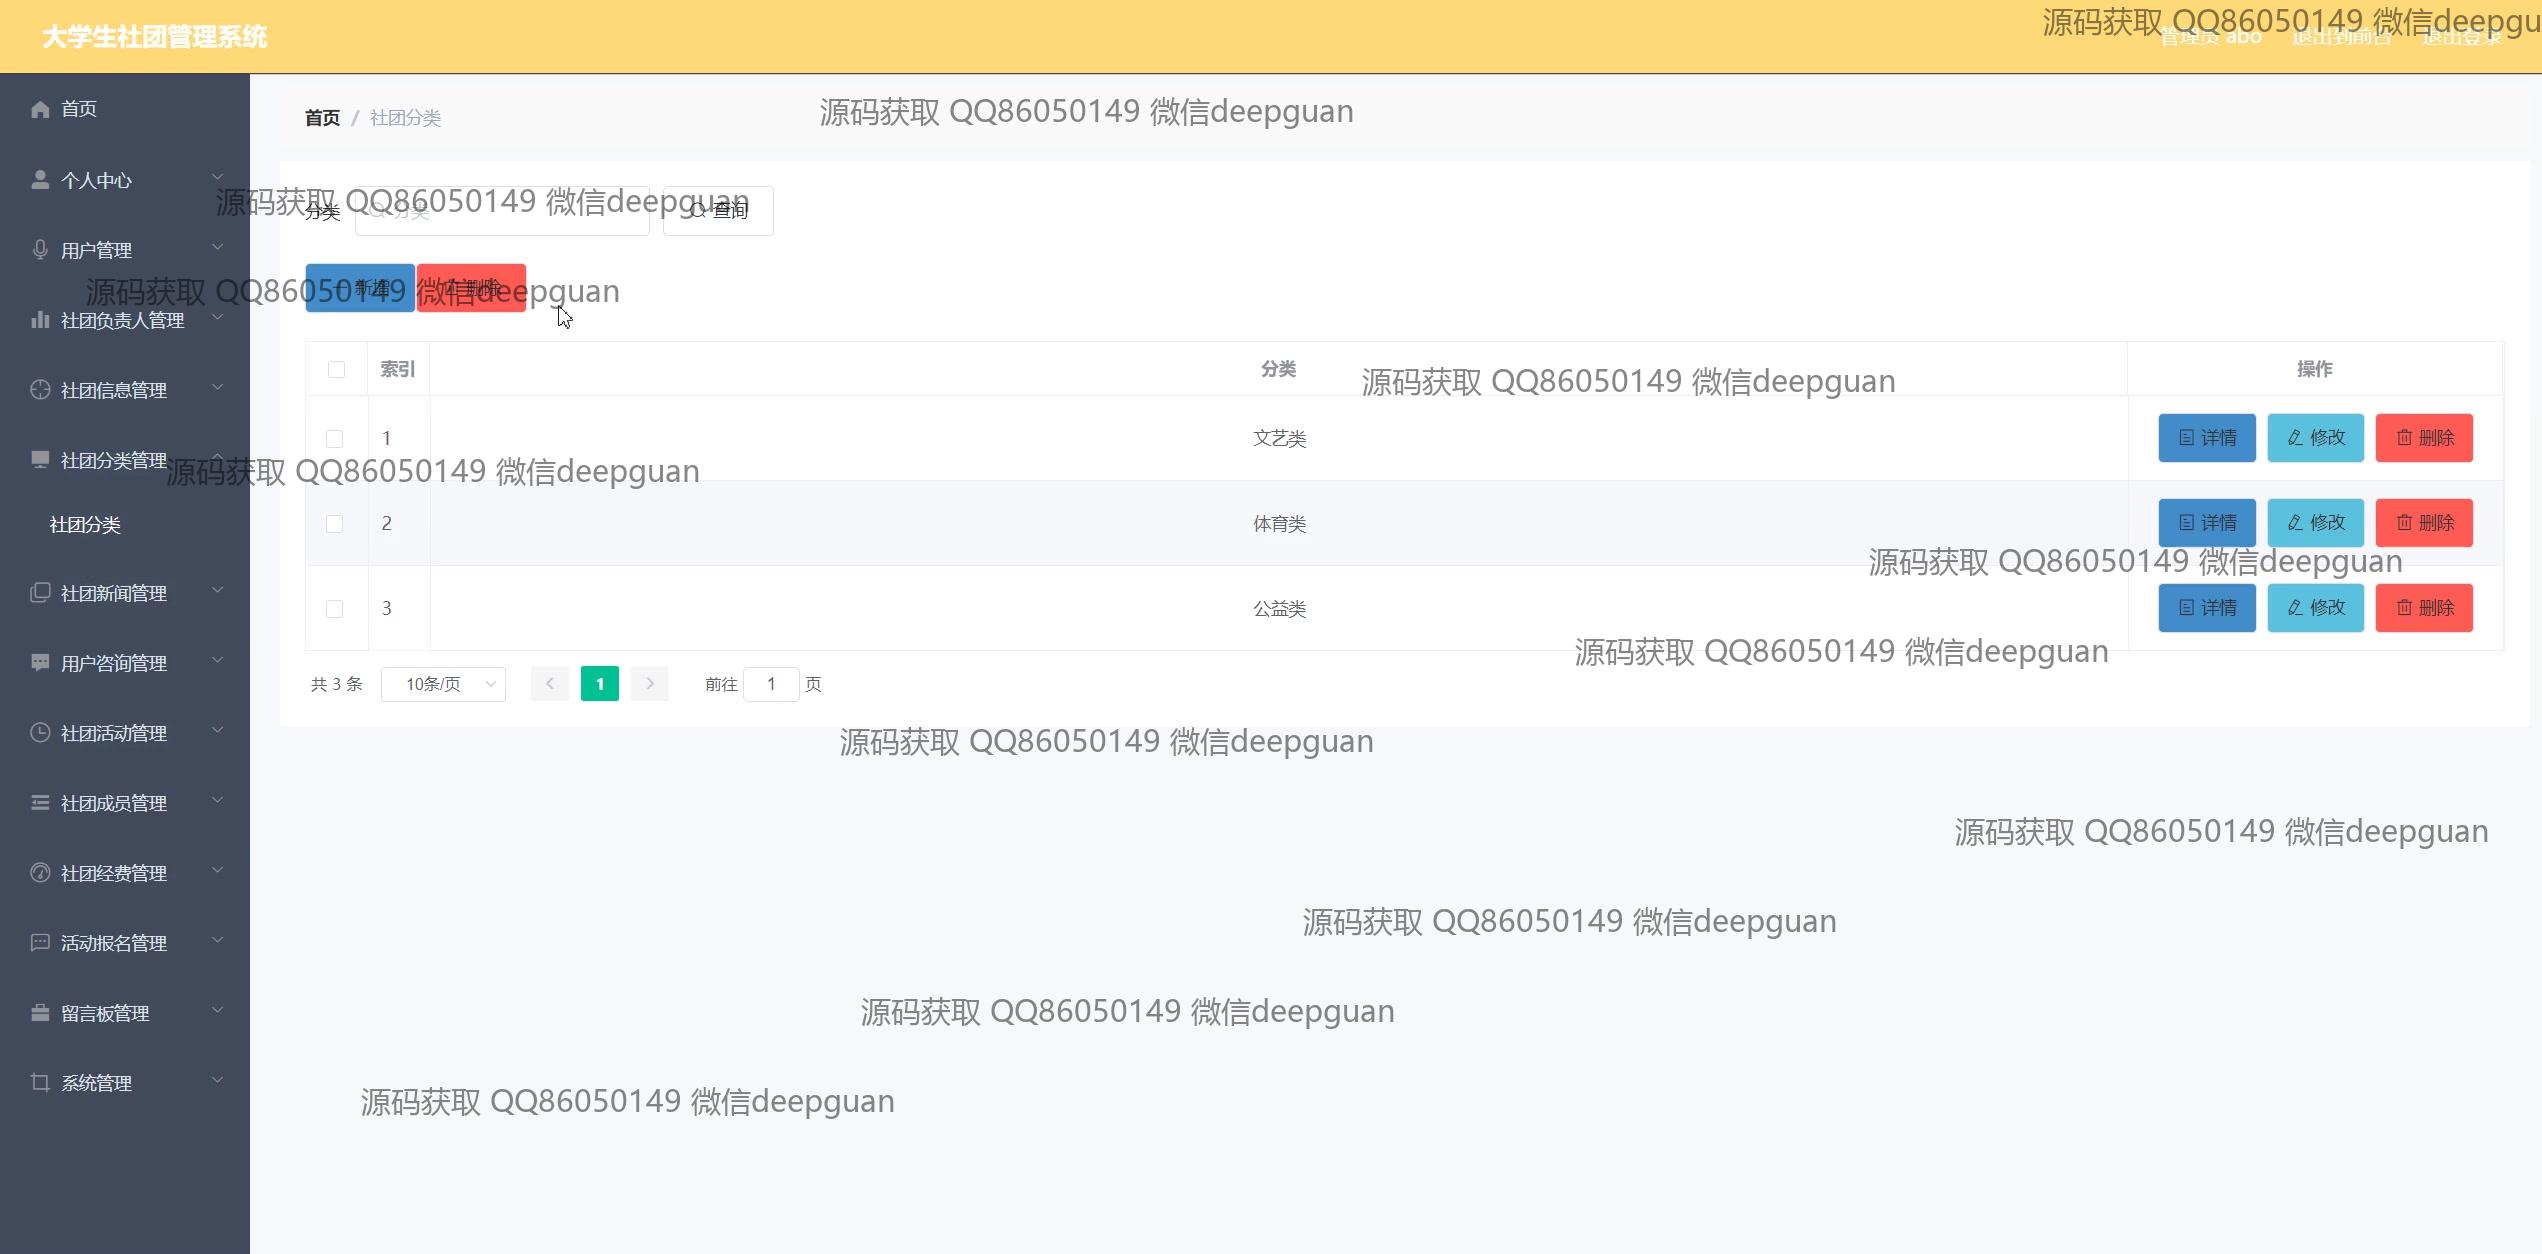 大学生社团管理系统
源码获取 QQ86050149 微信deepgu
管理员 abo 退出到前台 退出登录
首页
个人中心
用户管理
社团负责人管理
社团信息管理
社团分类管理
社团分类
社团新闻管理
用户咨询管理
社团活动管理
社团成员管理
社团经费管理
活动报名管理
留言板管理
系统管理
首页 / 社团分类
源码获取 QQ86050149 微信deepguan
源码获取 QQ86050149 微信deepguan
分类 分类 查询
源码获取 QQ86050149 微信deepguan
新增 删除
索引 分类 操作
源码获取 QQ86050149 微信deepguan
1 文艺类 详情 修改 删除
源码获取 QQ86050149 微信deepguan
2 体育类 详情 修改 删除
源码获取 QQ86050149 微信deepguan
3 公益类 详情 修改 删除
源码获取 QQ86050149 微信deepguan
共 3 条 10条/页 1 前往 1 页
源码获取 QQ86050149 微信deepguan
源码获取 QQ86050149 微信deepguan
源码获取 QQ86050149 微信deepguan
源码获取 QQ86050149 微信deepguan
源码获取 QQ86050149 微信deepguan